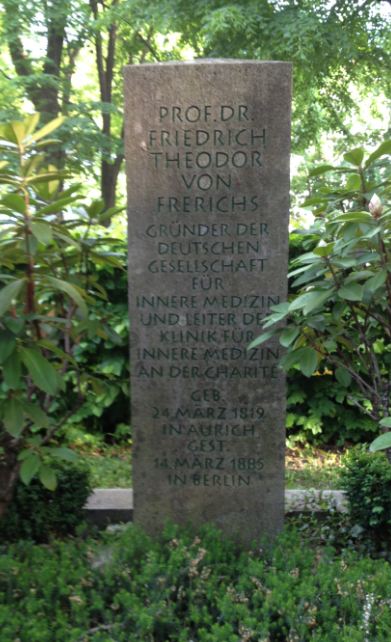 PROF. DR.
FRIEDRICH
THEODOR
VON
FRERICHS
GRÜNDER DER
DEUTSCHEN
GESELLSCHAFT
FÜR
INNERE MEDIZIN
UND LEITER DER
KLINIK FÜR
INNERE MEDIZIN
AN DER CHARITÉ
GEB.
24. MÄRZ 1819
IN AURICH
GEST.
14. MÄRZ 1885
IN BERLIN